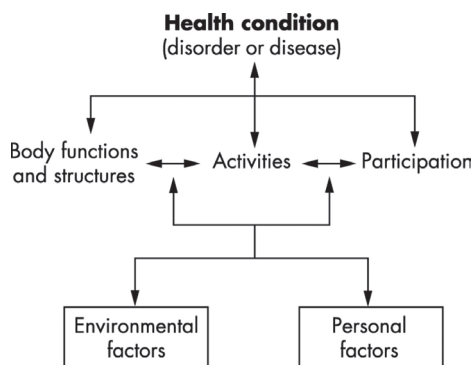 Health condition
(disorder or disease)
Body functions
and structures
Activities
Participation
Environmental
factors
Personal
factors